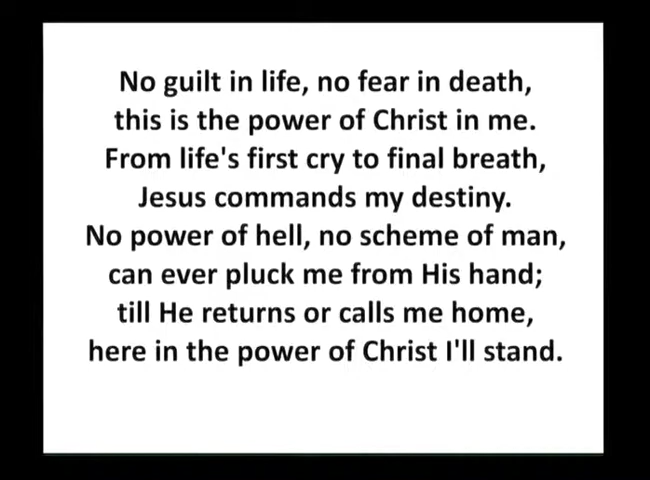 No guilt in life, no fear in death,
this is the power of Christ in me.
From life's first cry to final breath,
Jesus commands my destiny.
No power of hell, no scheme of man,
can ever pluck me from His hand;
till He returns or calls me home,
here in the power of Christ I'll stand.